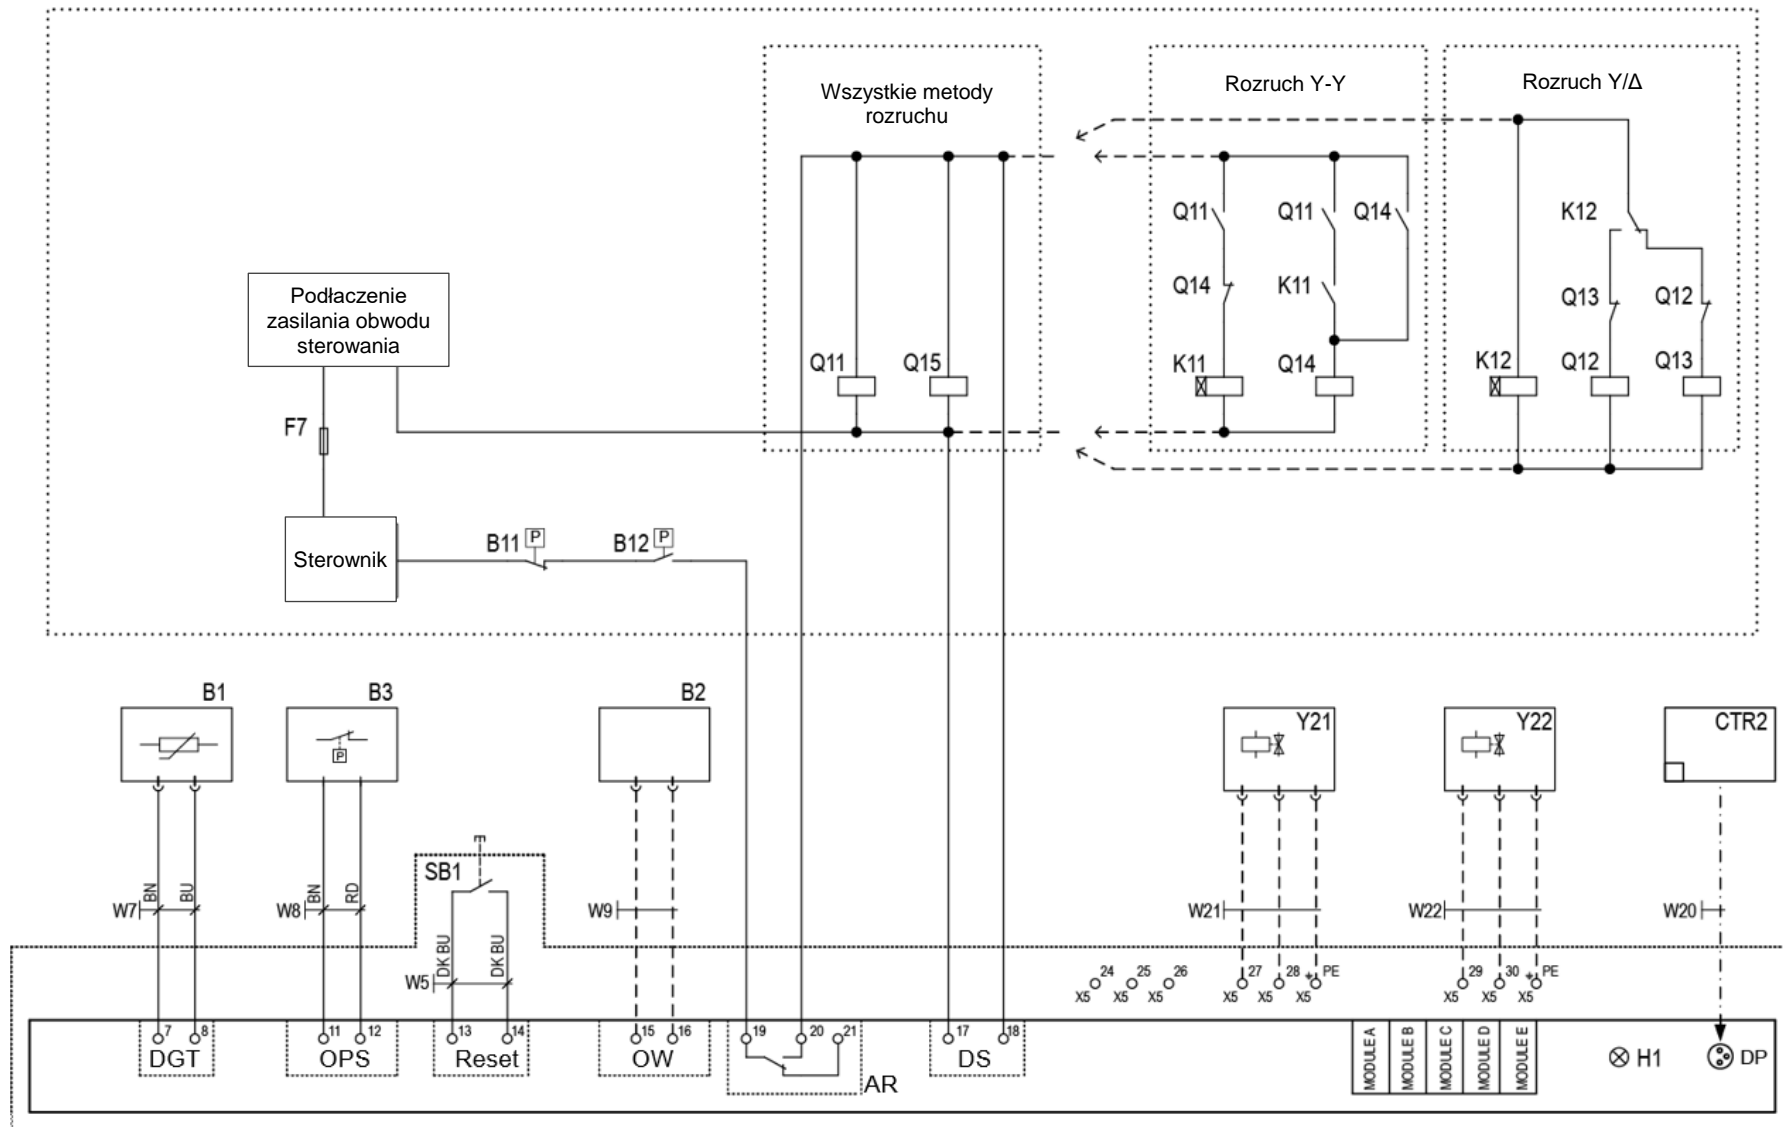 Wszystkie metody
rozruchu
Rozruch Y-Y
Rozruch Y/Δ
Q11
Q11
Q14
K12
Q14
K11
Q13
Q12
Podłaczenie
zasilania obwodu
sterowania
Q11
Q15
K11
Q14
K12
Q12
Q13
F7
Sterownik
B11
P
B12
P
B1
B3
B2
Y21
Y22
CTR2
P
SB1
W7
BN
BU
W8
BN
RD
W9
W21
W22
W20
W5
DK BU
DK BU
X5 24
X5 25
X5 26
X5 27
X5 28
X5 PE
X5 29
X5 30
X5 PE
7 8
11 12
13 14
15 16
19 20 21
17 18
DGT
OPS
Reset
OW
AR
DS
MODULE A
MODULE B
MODULE C
MODULE D
MODULE E
H1
DP